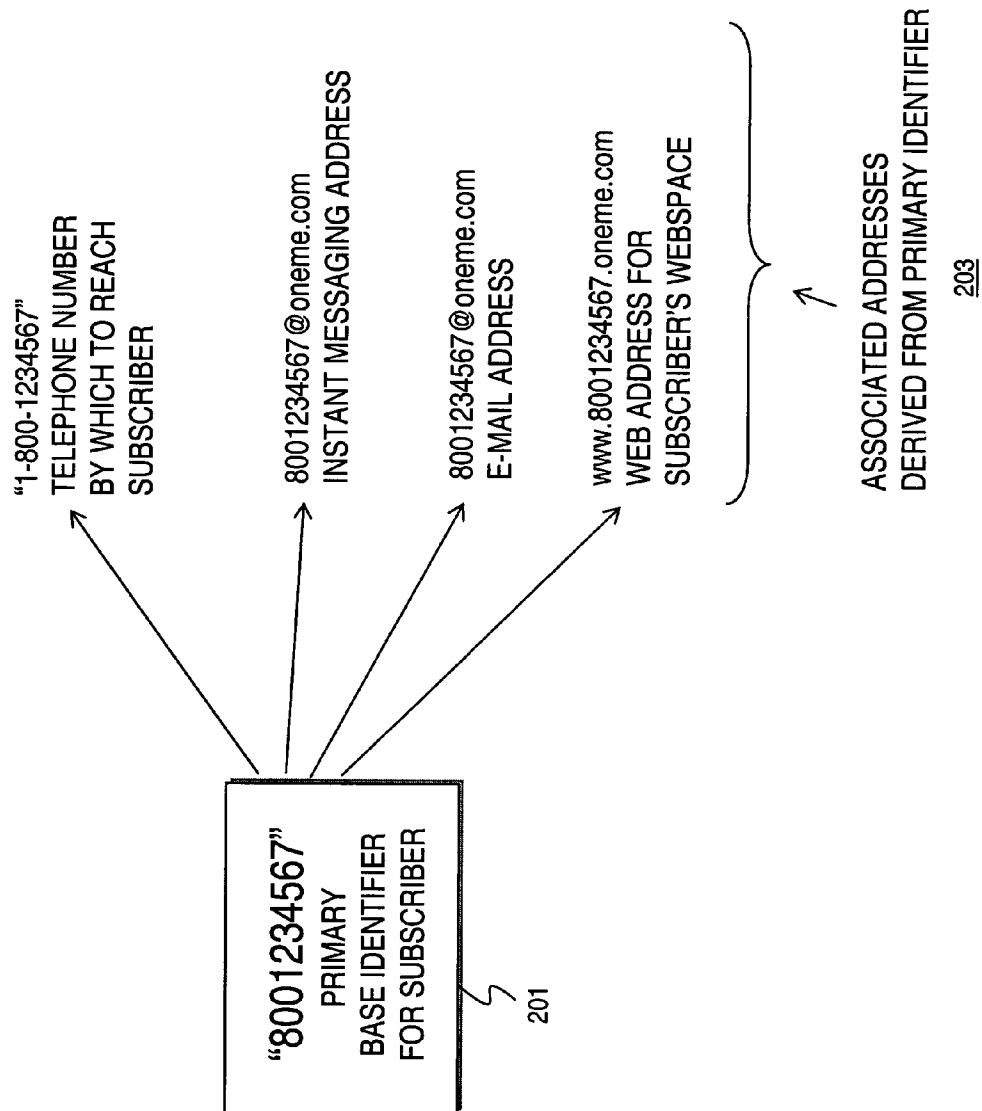 "8001234567"
PRIMARY
BASE IDENTIFIER
FOR SUBSCRIBER
201
"1-800-1234567"
TELEPHONE NUMBER
BY WHICH TO REACH
SUBSCRIBER
8001234567@oneme.com
INSTANT MESSAGING ADDRESS
8001234567@oneme.com
E-MAIL ADDRESS
www.8001234567.oneme.com
WEB ADDRESS FOR
SUBSCRIBER'S WEBSPACE
ASSOCIATED ADDRESSES
DERIVED FROM PRIMARY IDENTIFIER
203